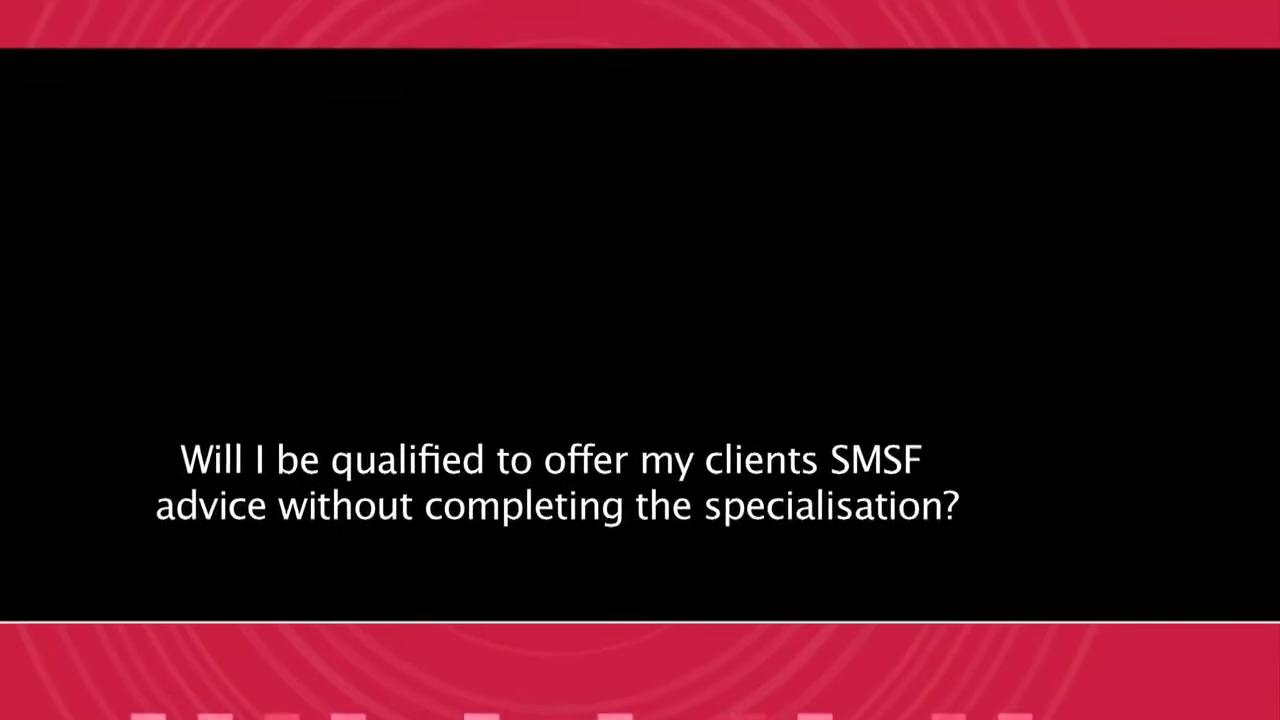 Will I be qualified to offer my clients SMSF
advice without completing the specialisation?